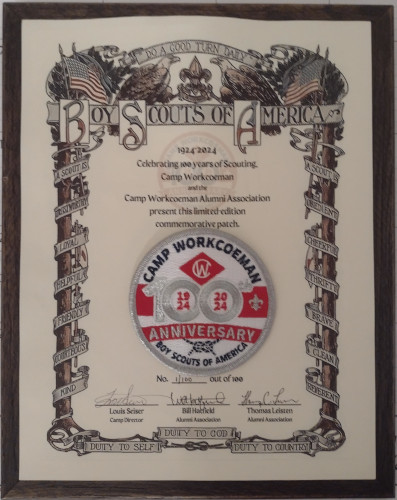 DO A GOOD TURN DAILY
BOY SCOUTS OF AMERICA
1924-2024
Celebrating 100 years of Scouting,
Camp Workcoeman
and the
Camp Workcoeman Alumni Association
present this limited edition
commemorative patch.
A SCOUT IS
TRUSTWORTHY
LOYAL
HELPFUL
FRIENDLY
COURTEOUS
KIND
A SCOUT IS
OBEDIENT
CHEERFUL
THRIFTY
BRAVE
CLEAN
REVERENT
CAMP WORKCOEMAN
CW
100
19 24
20 24
ANNIVERSARY
BOY SCOUTS OF AMERICA
No. 1/100 out of 100
Louis Seiser
Camp Director
Bill Habfield
Alumni Association
Thomas Leisten
Alumni Association
DUTY TO GOD
DUTY TO SELF
DUTY TO COUNTRY